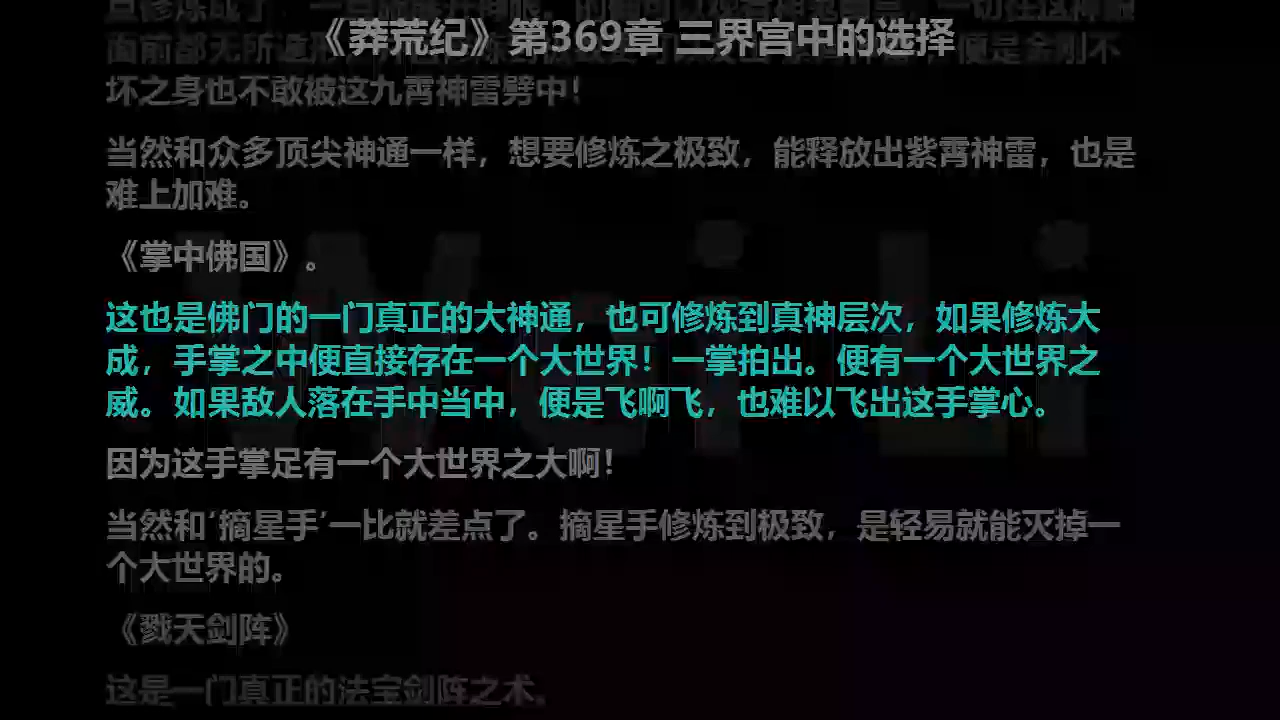 《莽荒纪》第369章 三界宫中的选择
坏之身也不敢被这九霄神雷劈中！
当然和众多顶尖神通一样，想要修炼之极致，能释放出紫霄神雷，也是
难上加难。
《掌中佛国》。
这也是佛门的一门真正的大神通，也可修炼到真神层次，如果修炼大
成，手掌之中便直接存在一个大世界！一掌拍出。便有一个大世界之
威。如果敌人落在手中当中，便是飞啊飞，也难以飞出这手掌心。
因为这手掌足有一个大世界之大啊！
当然和‘摘星手’一比就差点了。摘星手修炼到极致，是轻易就能灭掉一
个大世界的。
《戮天剑阵》
这是一门真正的法宝剑阵之术。